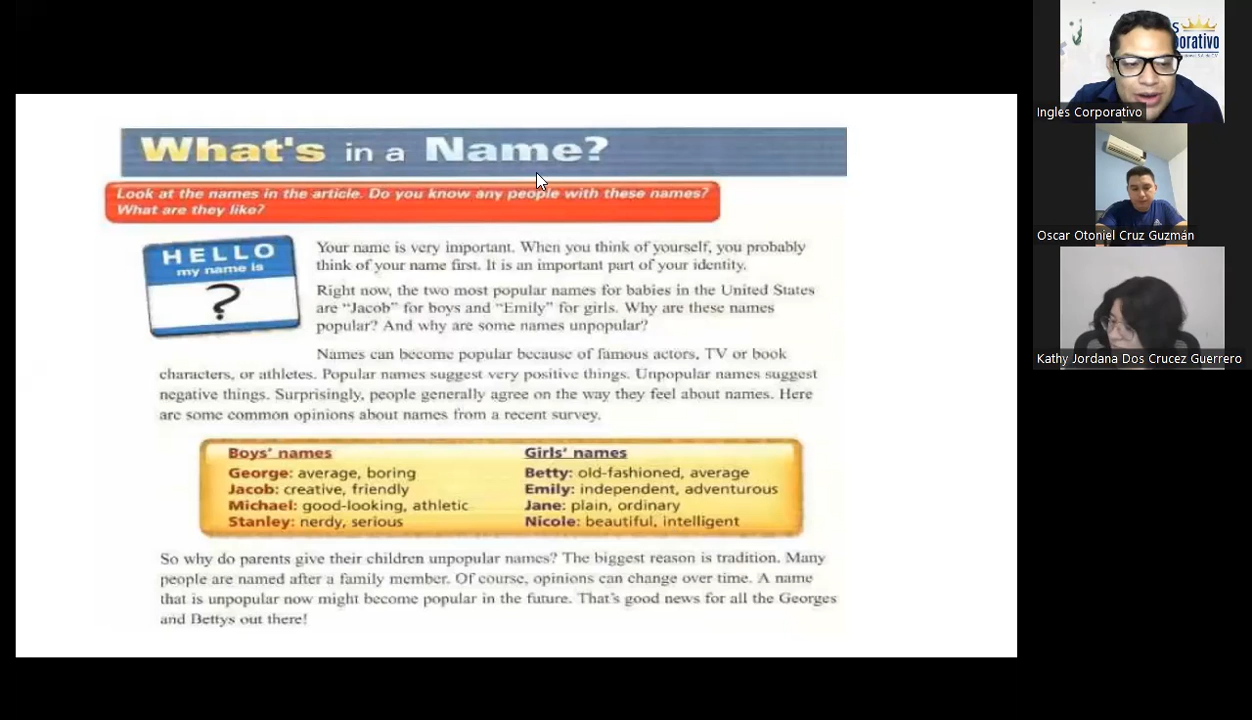 What's in a Name?
Look at the names in the article. Do you know any people with these names?
What are they like?
HELLO
my name is
?
Your name is very important. When you think of yourself, you probably
think of your name first. It is an important part of your identity.
Right now, the two most popular names for babies in the United States
are “Jacob” for boys and “Emily” for girls. Why are these names
popular? And why are some names unpopular?
Names can become popular because of famous actors, TV or book
characters, or athletes. Popular names suggest very positive things. Unpopular names suggest
negative things. Surprisingly, people generally agree on the way they feel about names. Here
are some common opinions about names from a recent survey.
Boys' names
George: average, boring
Jacob: creative, friendly
Michael: good-looking, athletic
Stanley: nerdy, serious
Girls' names
Betty: old-fashioned, average
Emily: independent, adventurous
Jane: plain, ordinary
Nicole: beautiful, intelligent
So why do parents give their children unpopular names? The biggest reason is tradition. Many
people are named after a family member. Of course, opinions can change over time. A name
that is unpopular now might become popular in the future. That's good news for all the Georges
and Bettys out there!
Ingles Corporativo
Oscar Otoniel Cruz Guzmán
Kathy Jordana Dos Crucez Guerrero